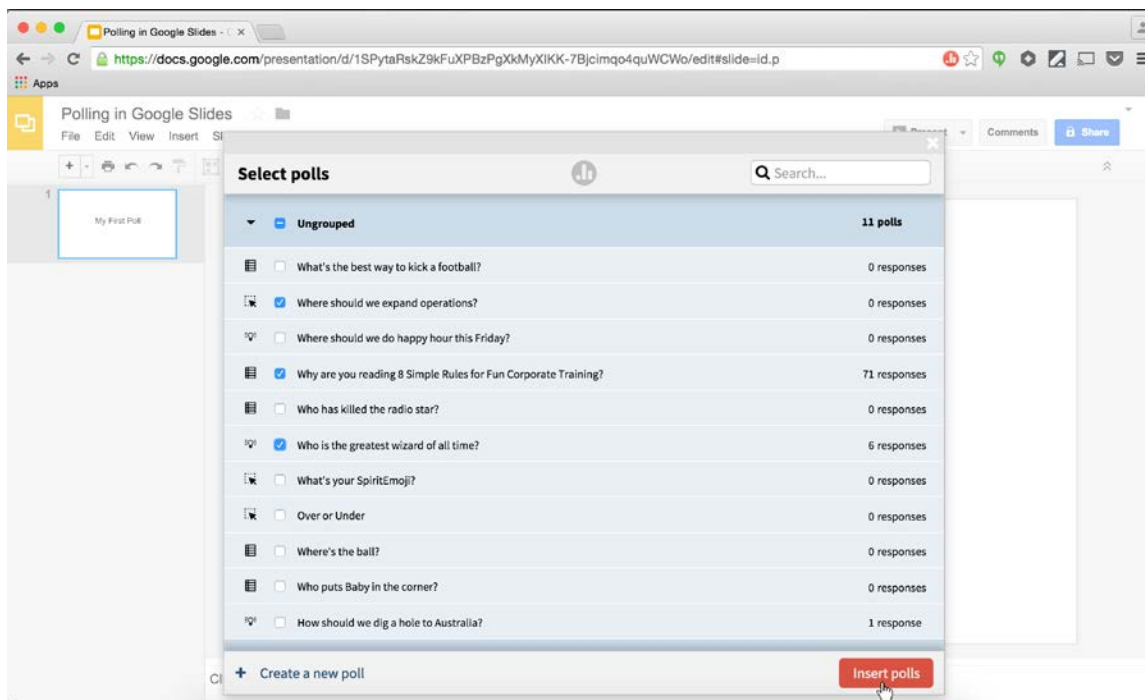 Polling in Google Slides -
https://docs.google.com/presentation/d/1SPytaRskZ9kFuXPBzPgXkMyXlKK-7Bjcimqo4quWCWo/edit#slide=id.p
Apps
Polling in Google Slides
File Edit View Insert Sl
Present Comments Share
Select polls Search...
1
My First Poll
Ungrouped 11 polls
What's the best way to kick a football? 0 responses
Where should we expand operations? 0 responses
Where should we do happy hour this Friday? 0 responses
Why are you reading 8 Simple Rules for Fun Corporate Training? 71 responses
Who has killed the radio star? 0 responses
Who is the greatest wizard of all time? 6 responses
What's your SpiritEmoji? 0 responses
Over or Under 0 responses
Where's the ball? 0 responses
Who puts Baby in the corner? 0 responses
How should we dig a hole to Australia? 1 response
Cl
+ Create a new poll Insert polls